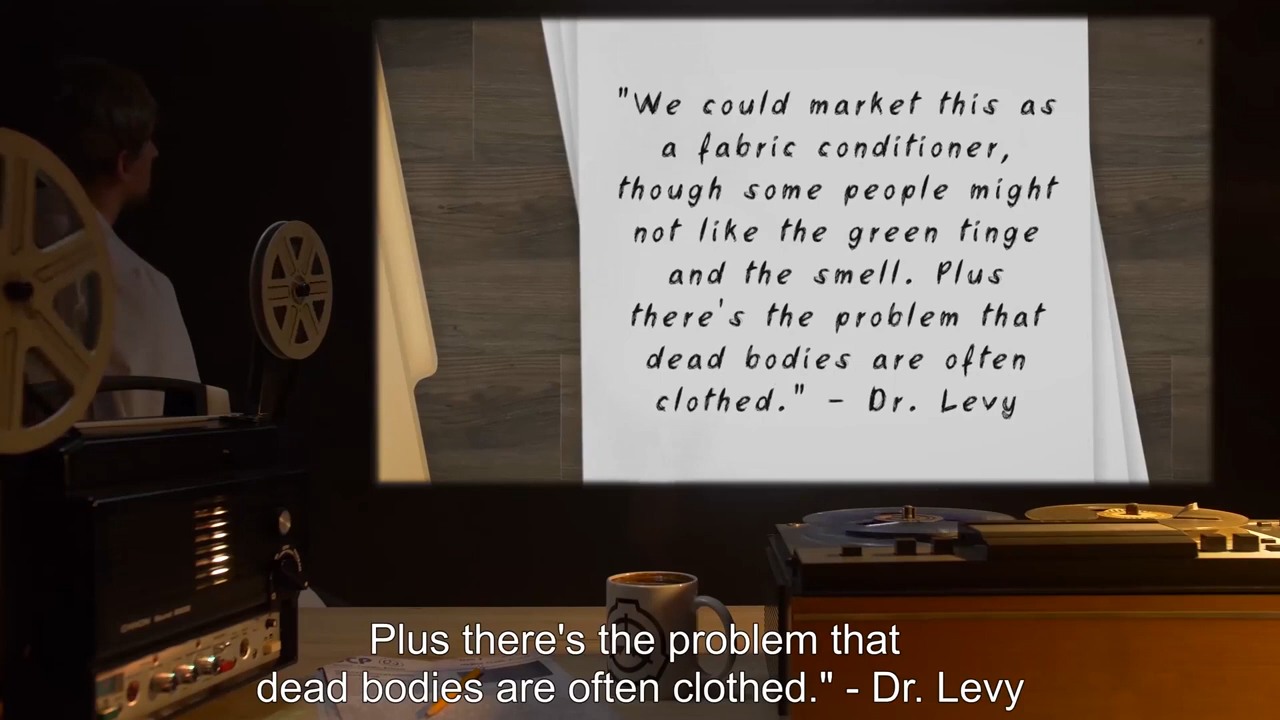 "We could market this as
a fabric conditioner,
though some people might
not like the green tinge
and the smell. Plus
there's the problem that
dead bodies are often
clothed." - Dr. Levy
Plus there's the problem that
dead bodies are often clothed." - Dr. Levy